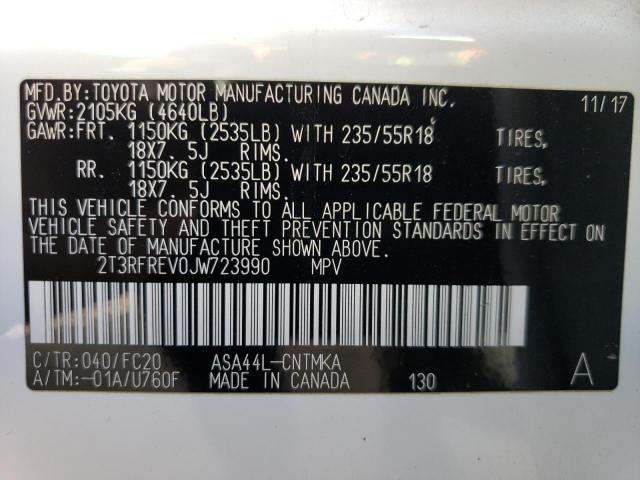 MFD.BY:TOYOTA MOTOR MANUFACTURING CANADA INC. 11/17
GVWR:2105KG (4640LB)
GAWR:FRT. 1150KG (2535LB) WITH 235/55R18 TIRES,
18X7.5J RIMS.
RR. 1150KG (2535LB) WITH 235/55R18 TIRES,
18X7.5J RIMS.
THIS VEHICLE CONFORMS TO ALL APPLICABLE FEDERAL MOTOR
VEHICLE SAFETY AND THEFT PREVENTION STANDARDS IN EFFECT ON
THE DATE OF MANUFACTURE SHOWN ABOVE.
2T3RFREV0JW723990 MPV
C/TR:040/FC20 ASA44L-CNTMKA
A/TM:-01A/U760F MADE IN CANADA 130 A